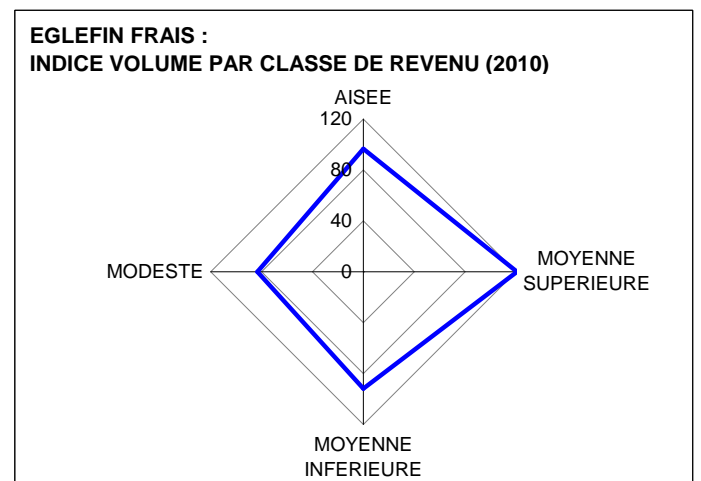 EGLEFIN FRAIS :
INDICE VOLUME PAR CLASSE DE REVENU (2010)
AISEE
120
80
40
0
MODESTE
MOYENNE
SUPERIEURE
MOYENNE
INFERIEURE